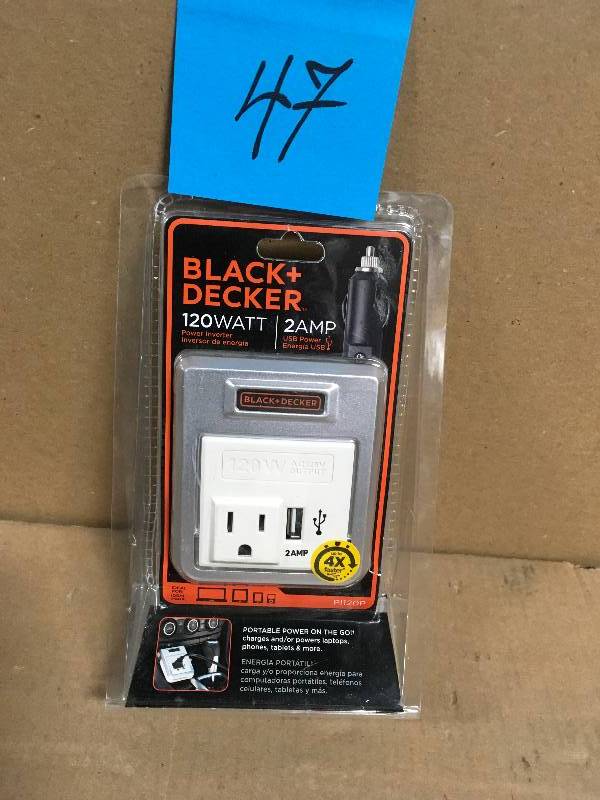 47
BLACK+
DECKER
120WATT | 2AMP
Power Inverter
Inversor de energía
USB Power
Energía USB
BLACK+DECKER
120W
OUTPUT
2AMP
4X
faster
PI120P
PORTABLE POWER ON THE GO!!
charges and/or powers laptops,
phones, tablets & more.
ENERGÍA PORTÁTIL!
carga y/o proporciona energía para
computadoras portátiles, teléfonos
celulares, tabletas y más.